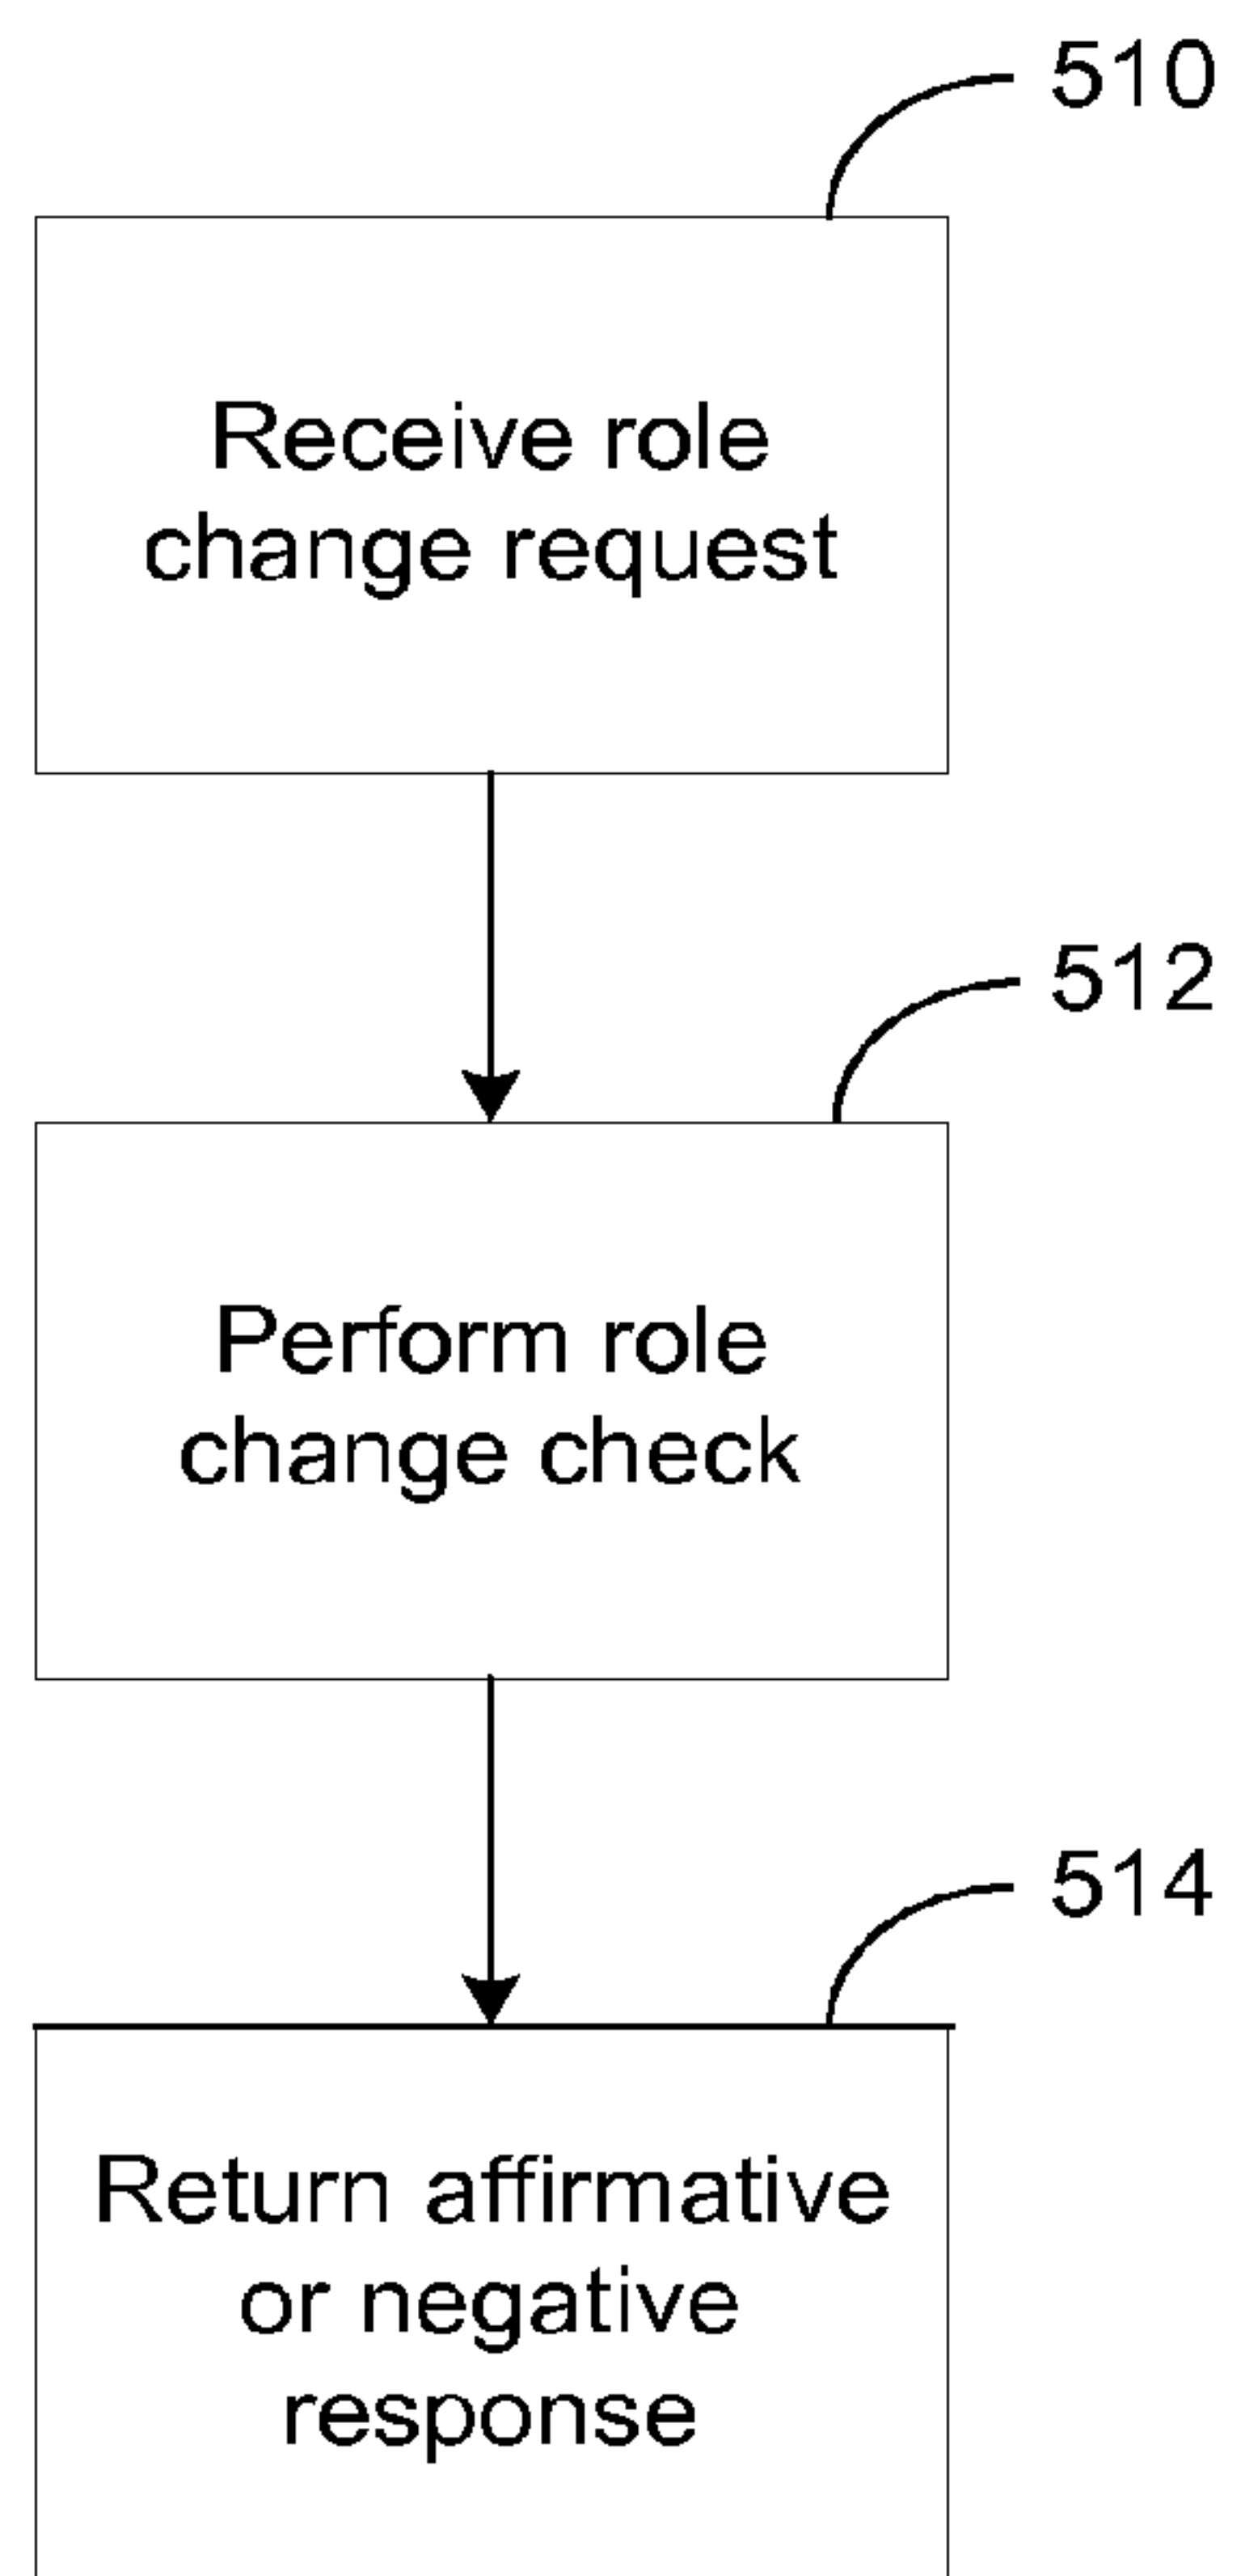 510
Receive role
change request
512
Perform role
change check
514
Return affirmative
or negative
response